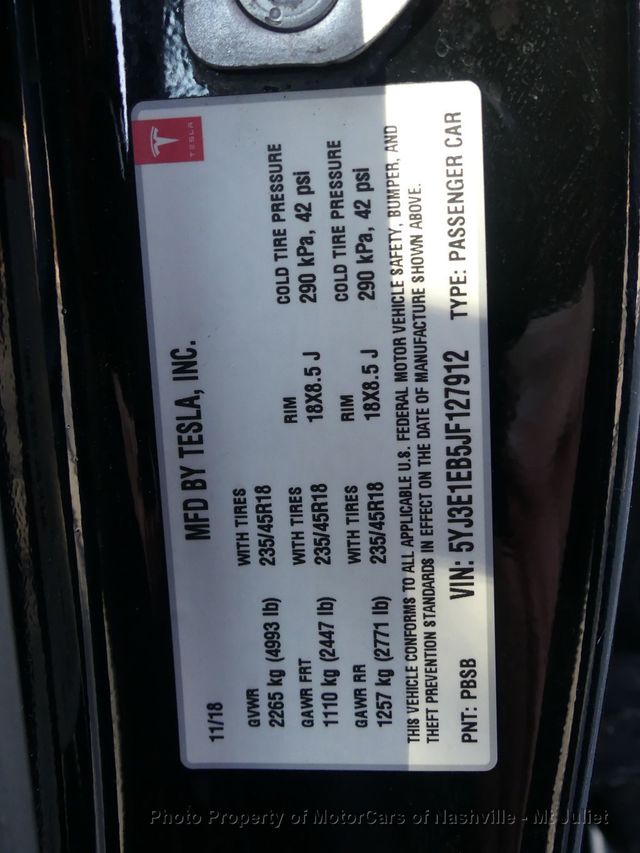 TESLA
MFD BY TESLA, INC.
11/18
GVWR WITH TIRES RIM COLD TIRE PRESSURE
2265 kg (4993 lb) 235/45R18 18X8.5 J 290 kPa, 42 psi
GAWR FRT WITH TIRES RIM COLD TIRE PRESSURE
1110 kg (2447 lb) 235/45R18 18X8.5 J 290 kPa, 42 psi
GAWR RR WITH TIRES
1257 kg (2771 lb) 235/45R18
THIS VEHICLE CONFORMS TO ALL APPLICABLE U.S. FEDERAL MOTOR VEHICLE SAFETY, BUMPER, AND
THEFT PREVENTION STANDARDS IN EFFECT ON THE DATE OF MANUFACTURE SHOWN ABOVE.
PNT: PBSB VIN: 5YJ3E1EB5JF127912 TYPE: PASSENGER CAR
Photo Property of MotorCars of Nashville - Mt Juliet